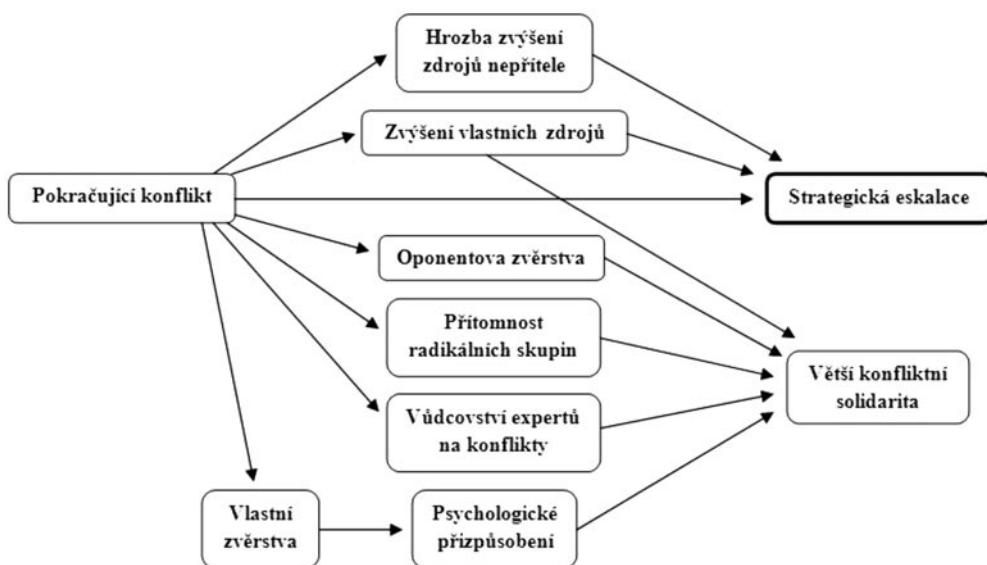 Hrozba zvýšení
zdrojů nepřítele
Zvýšení vlastních zdrojů
Pokračující konflikt
Strategická eskalace
Oponentova zvěrstva
Přítomnost
radikálních skupin
Větší konfliktní
solidarita
Vůdcovství expertů
na konflikty
Vlastní
zvěrstva
Psychologické
přizpůsobení